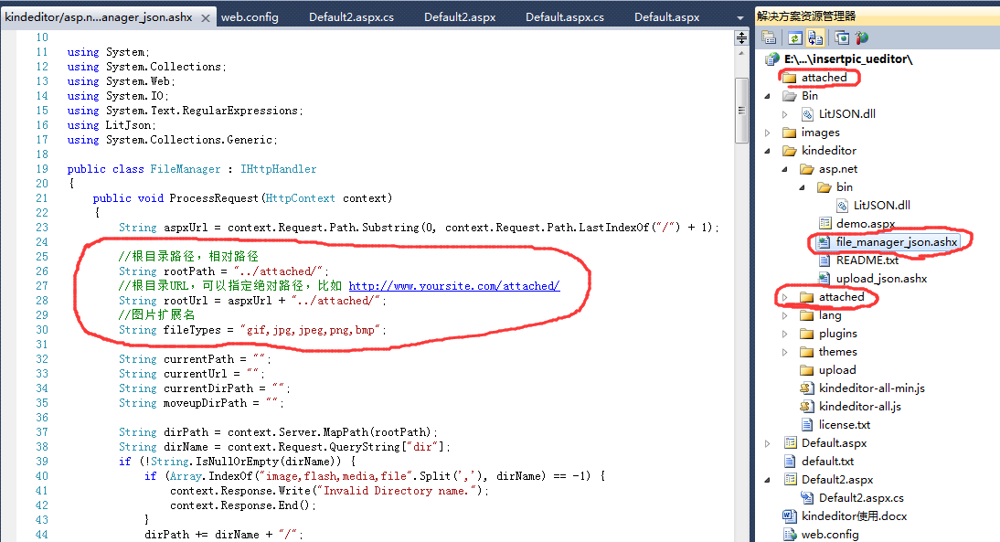 kindeditor/asp.n...anager_json.ashx
web.config
Default2.aspx.cs
Default2.aspx
Default.aspx.cs
Default.aspx
10
11 using System;
12 using System.Collections;
13 using System.Web;
14 using System.IO;
15 using System.Text.RegularExpressions;
16 using LitJson;
17 using System.Collections.Generic;
18
19 public class FileManager : IHttpHandler
20 {
21 public void ProcessRequest(HttpContext context)
22 {
23 String aspxUrl = context.Request.Path.Substring(0, context.Request.Path.LastIndexOf("/") + 1);
24
25 //根目录路径，相对路径
26 String rootPath = "../attached/";
27 //根目录URL，可以指定绝对路径，比如 http://www.yoursite.com/attached/
28 String rootUrl = aspxUrl + "../attached/";
29 //图片扩展名
30 String fileTypes = "gif,jpg,jpeg,png,bmp";
31
32 String currentPath = "";
33 String currentUrl = "";
34 String currentDirPath = "";
35 String moveupDirPath = "";
36
37 String dirPath = context.Server.MapPath(rootPath);
38 String dirName = context.Request.QueryString["dir"];
39 if (!String.IsNullOrEmpty(dirName)) {
40 if (Array.IndexOf("image,flash,media,file".Split(','), dirName) == -1) {
41 context.Response.Write("Invalid Directory name.");
42 context.Response.End();
43 }
44 dirPath += dirName + "/";
解决方案资源管理器
E:\...\insertpic_ueditor\
attached
Bin
LitJSON.dll
images
kindeditor
asp.net
bin
LitJSON.dll
demo.aspx
file_manager_json.ashx
README.txt
upload_json.ashx
attached
lang
plugins
themes
upload
kindeditor-all-min.js
kindeditor-all.js
license.txt
Default.aspx
default.txt
Default2.aspx
Default2.aspx.cs
kindeditor使用.docx
web.config